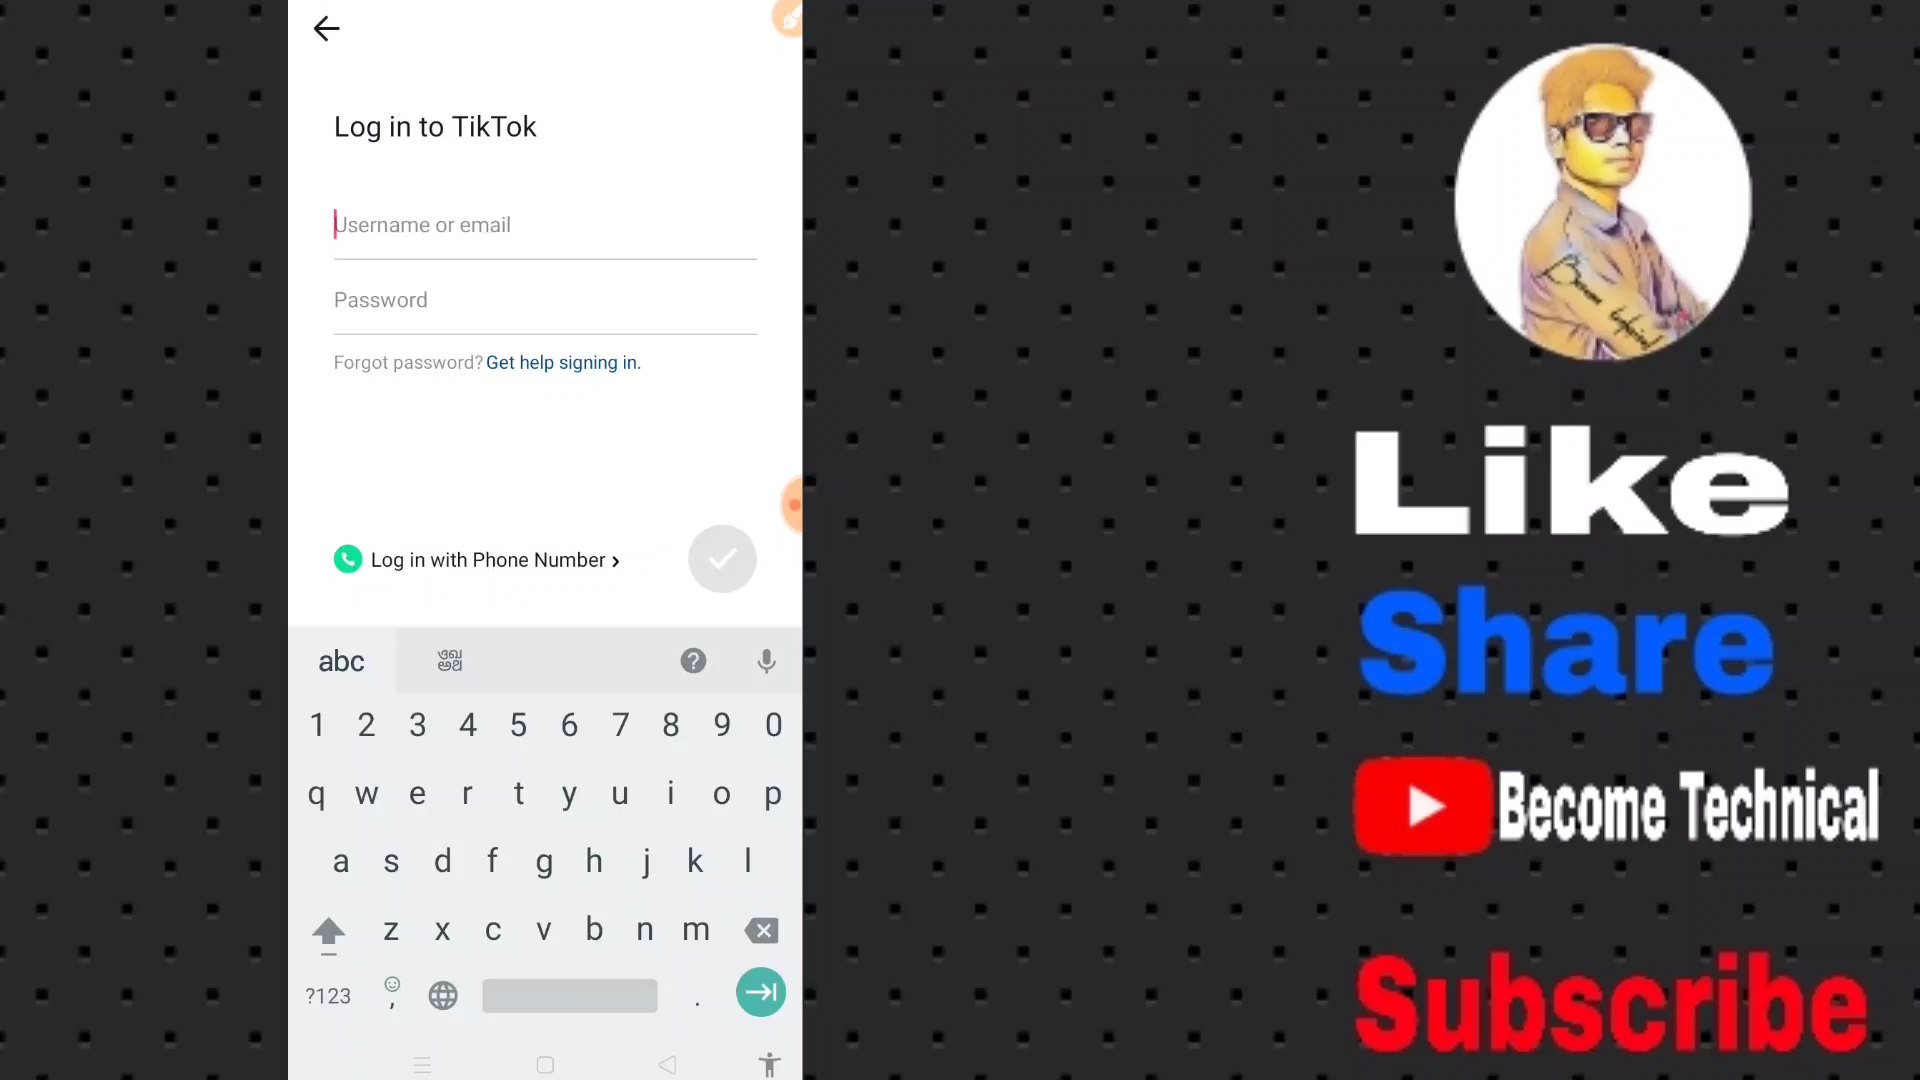 Log in to TikTok
Username or email
Password
Forgot password? Get help signing in.
Log in with Phone Number ›
abc
1 2 3 4 5 6 7 8 9 0
q w e r t y u i o p
a s d f g h j k l
z x c v b n m
?123 , .
Like
Share
Become Technical
Subscribe